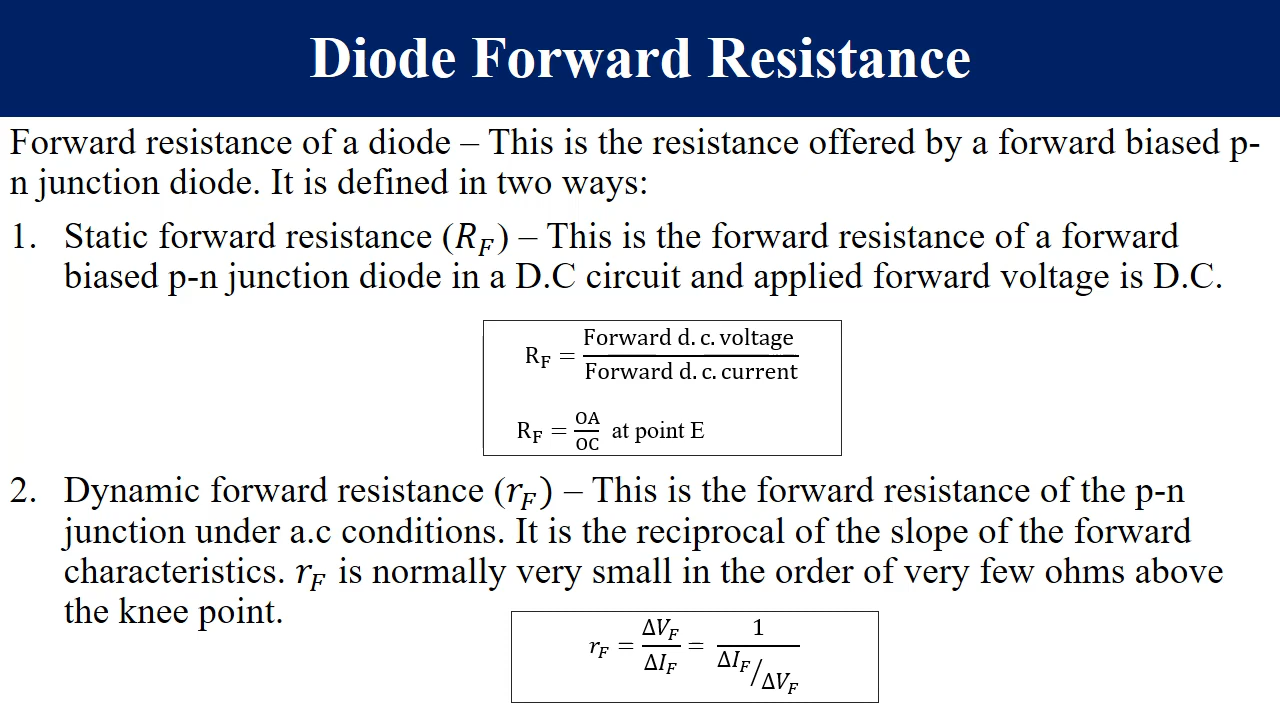 Diode Forward Resistance
Forward resistance of a diode – This is the resistance offered by a forward biased p-
n junction diode. It is defined in two ways:
1. Static forward resistance (𝑅_𝐹) – This is the forward resistance of a forward
biased p-n junction diode in a D.C circuit and applied forward voltage is D.C.
R_F = Forward d. c. voltage / Forward d. c. current
R_F = OA/OC at point E
2. Dynamic forward resistance (𝑟_𝐹) – This is the forward resistance of the p-n
junction under a.c conditions. It is the reciprocal of the slope of the forward
characteristics. 𝑟_𝐹 is normally very small in the order of very few ohms above
the knee point.
𝑟_𝐹 = Δ𝑉_𝐹 / Δ𝐼_𝐹 = 1 / (Δ𝐼_𝐹/Δ𝑉_𝐹)